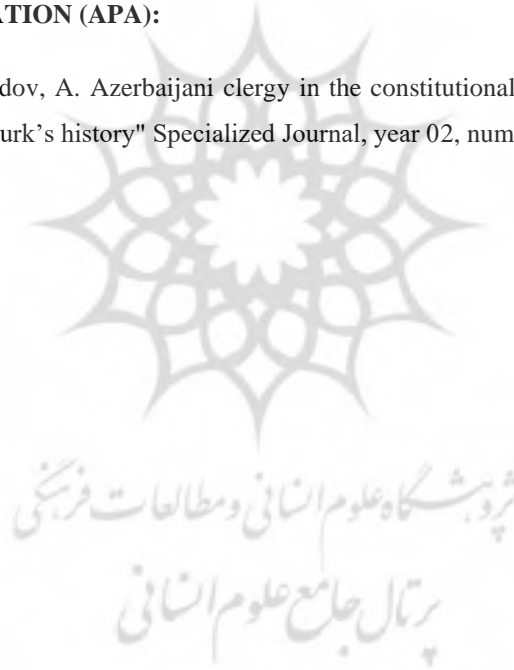 ATION (APA):
dov, A. Azerbaijani clergy in the constitutional
urk’s history" Specialized Journal, year 02, num
پژوهشگاه علوم انسانی و مطالعات فرهنگی
پرتال جامع علوم انسانی